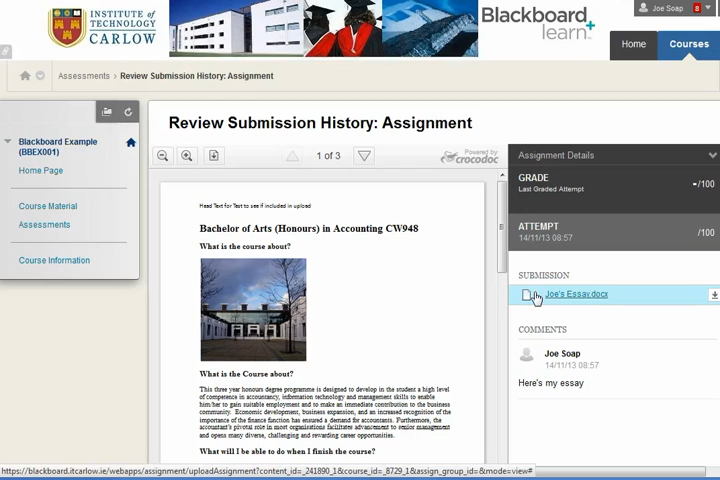 INSTITUTE of
TECHNOLOGY
CARLOW
Blackboard
learn+
Joe Soap 8
Home
Courses
Assessments › Review Submission History: Assignment
Blackboard Example
(BBEX001)
Home Page
Course Material
Assessments
Course Information
Review Submission History: Assignment
1 of 3
Powered by
crocodoc
Head Text for Test to see if included in upload
Bachelor of Arts (Honours) in Accounting CW948
What is the course about?
What is the Course about?
This three year honours degree programme is designed to develop in the student a high level
of competence in accountancy, information technology and management skills to enable
him/her to gain suitable employment and to make an immediate contribution to the business
community. Economic development, business expansion, and an increased recognition of
the importance of the finance function has ensured a demand for accountants. Furthermore, the
accountant's pivotal role in most organisations facilitates advancement to senior management
and opens many diverse, challenging and rewarding career opportunities.
What will I be able to do when I finish the course?
Assignment Details
GRADE
Last Graded Attempt
-/100
ATTEMPT
14/11/13 08:57
/100
SUBMISSION
Joe's Essay.docx
COMMENTS
Joe Soap
14/11/13 08:57
Here's my essay
https://blackboard.itcarlow.ie/webapps/assignment/uploadAssignment?content_id=_241890_1&course_id=_8729_1&assign_group_id=&mode=view#